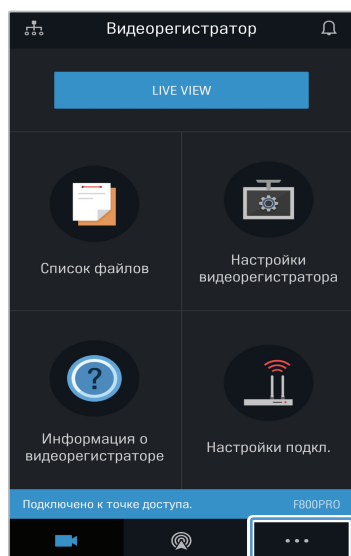 Видеорегистратор
LIVE VIEW
Список файлов
Настройки
видеорегистратора
?
Информация о
видеорегистраторе
Настройки подкл.
Подключено к точке доступа. F800PRO